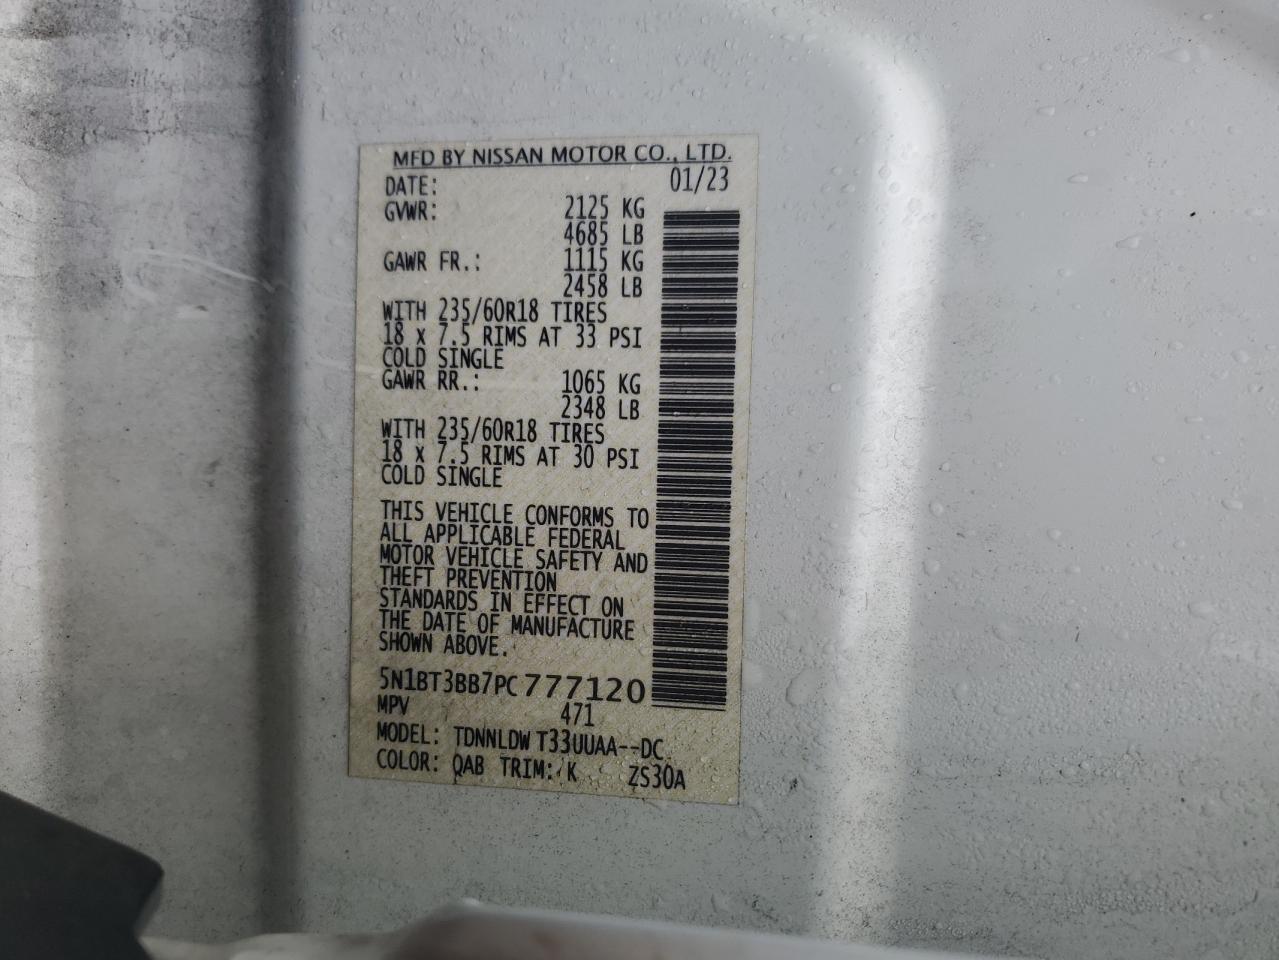 MFD BY NISSAN MOTOR CO., LTD.
DATE: 01/23
GVWR: 2125 KG
4685 LB
GAWR FR.: 1115 KG
2458 LB
WITH 235/60R18 TIRES
18 x 7.5 RIMS AT 33 PSI
COLD SINGLE
GAWR RR.: 1065 KG
2348 LB
WITH 235/60R18 TIRES
18 x 7.5 RIMS AT 30 PSI
COLD SINGLE
THIS VEHICLE CONFORMS TO
ALL APPLICABLE FEDERAL
MOTOR VEHICLE SAFETY AND
THEFT PREVENTION
STANDARDS IN EFFECT ON
THE DATE OF MANUFACTURE
SHOWN ABOVE.
5N1BT3BB7PC777120
MPV 471
MODEL: TDNNLDW T33UUAA--DC
COLOR: QAB TRIM: K ZS30A